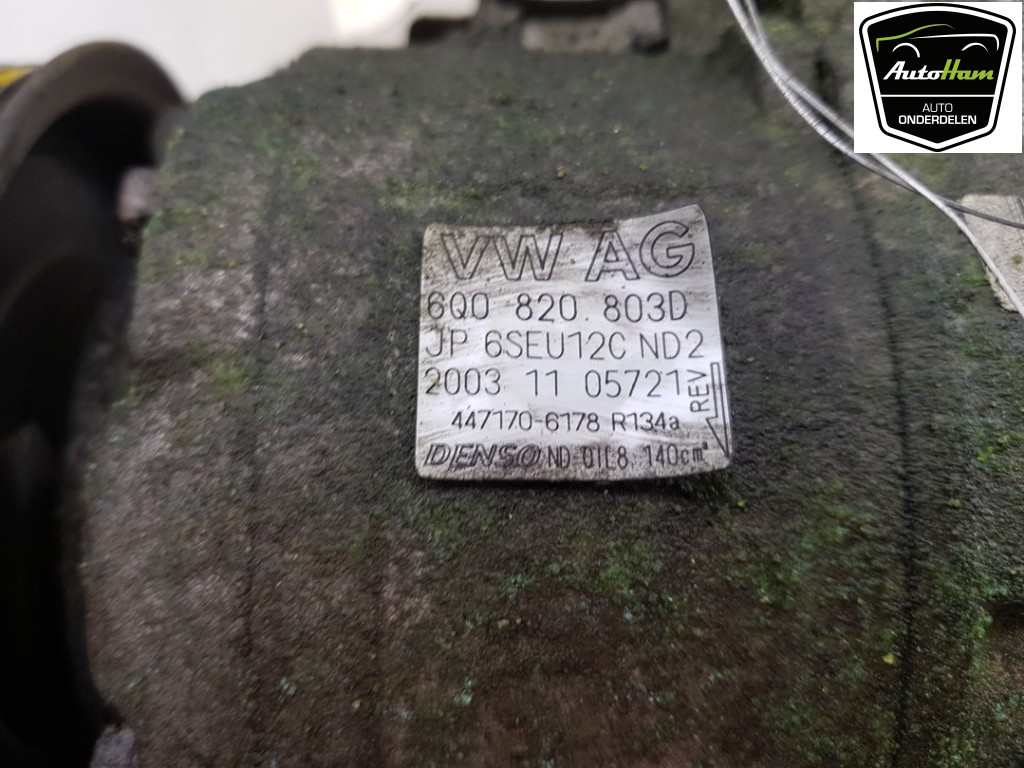 AutoHam
AUTO
ONDERDELEN
VW AG
6Q0 820 803D
JP 6SEU12C ND2
2003 11 05721
REV
447170-6178 R134a
DENSO ND-OIL8, 140cm³